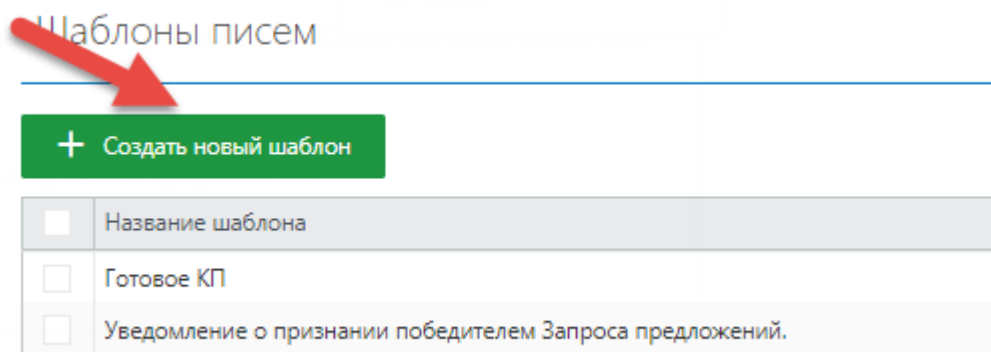 Шаблоны писем
+ Создать новый шаблон
Название шаблона
Готовое КП
Уведомление о признании победителем Запроса предложений.